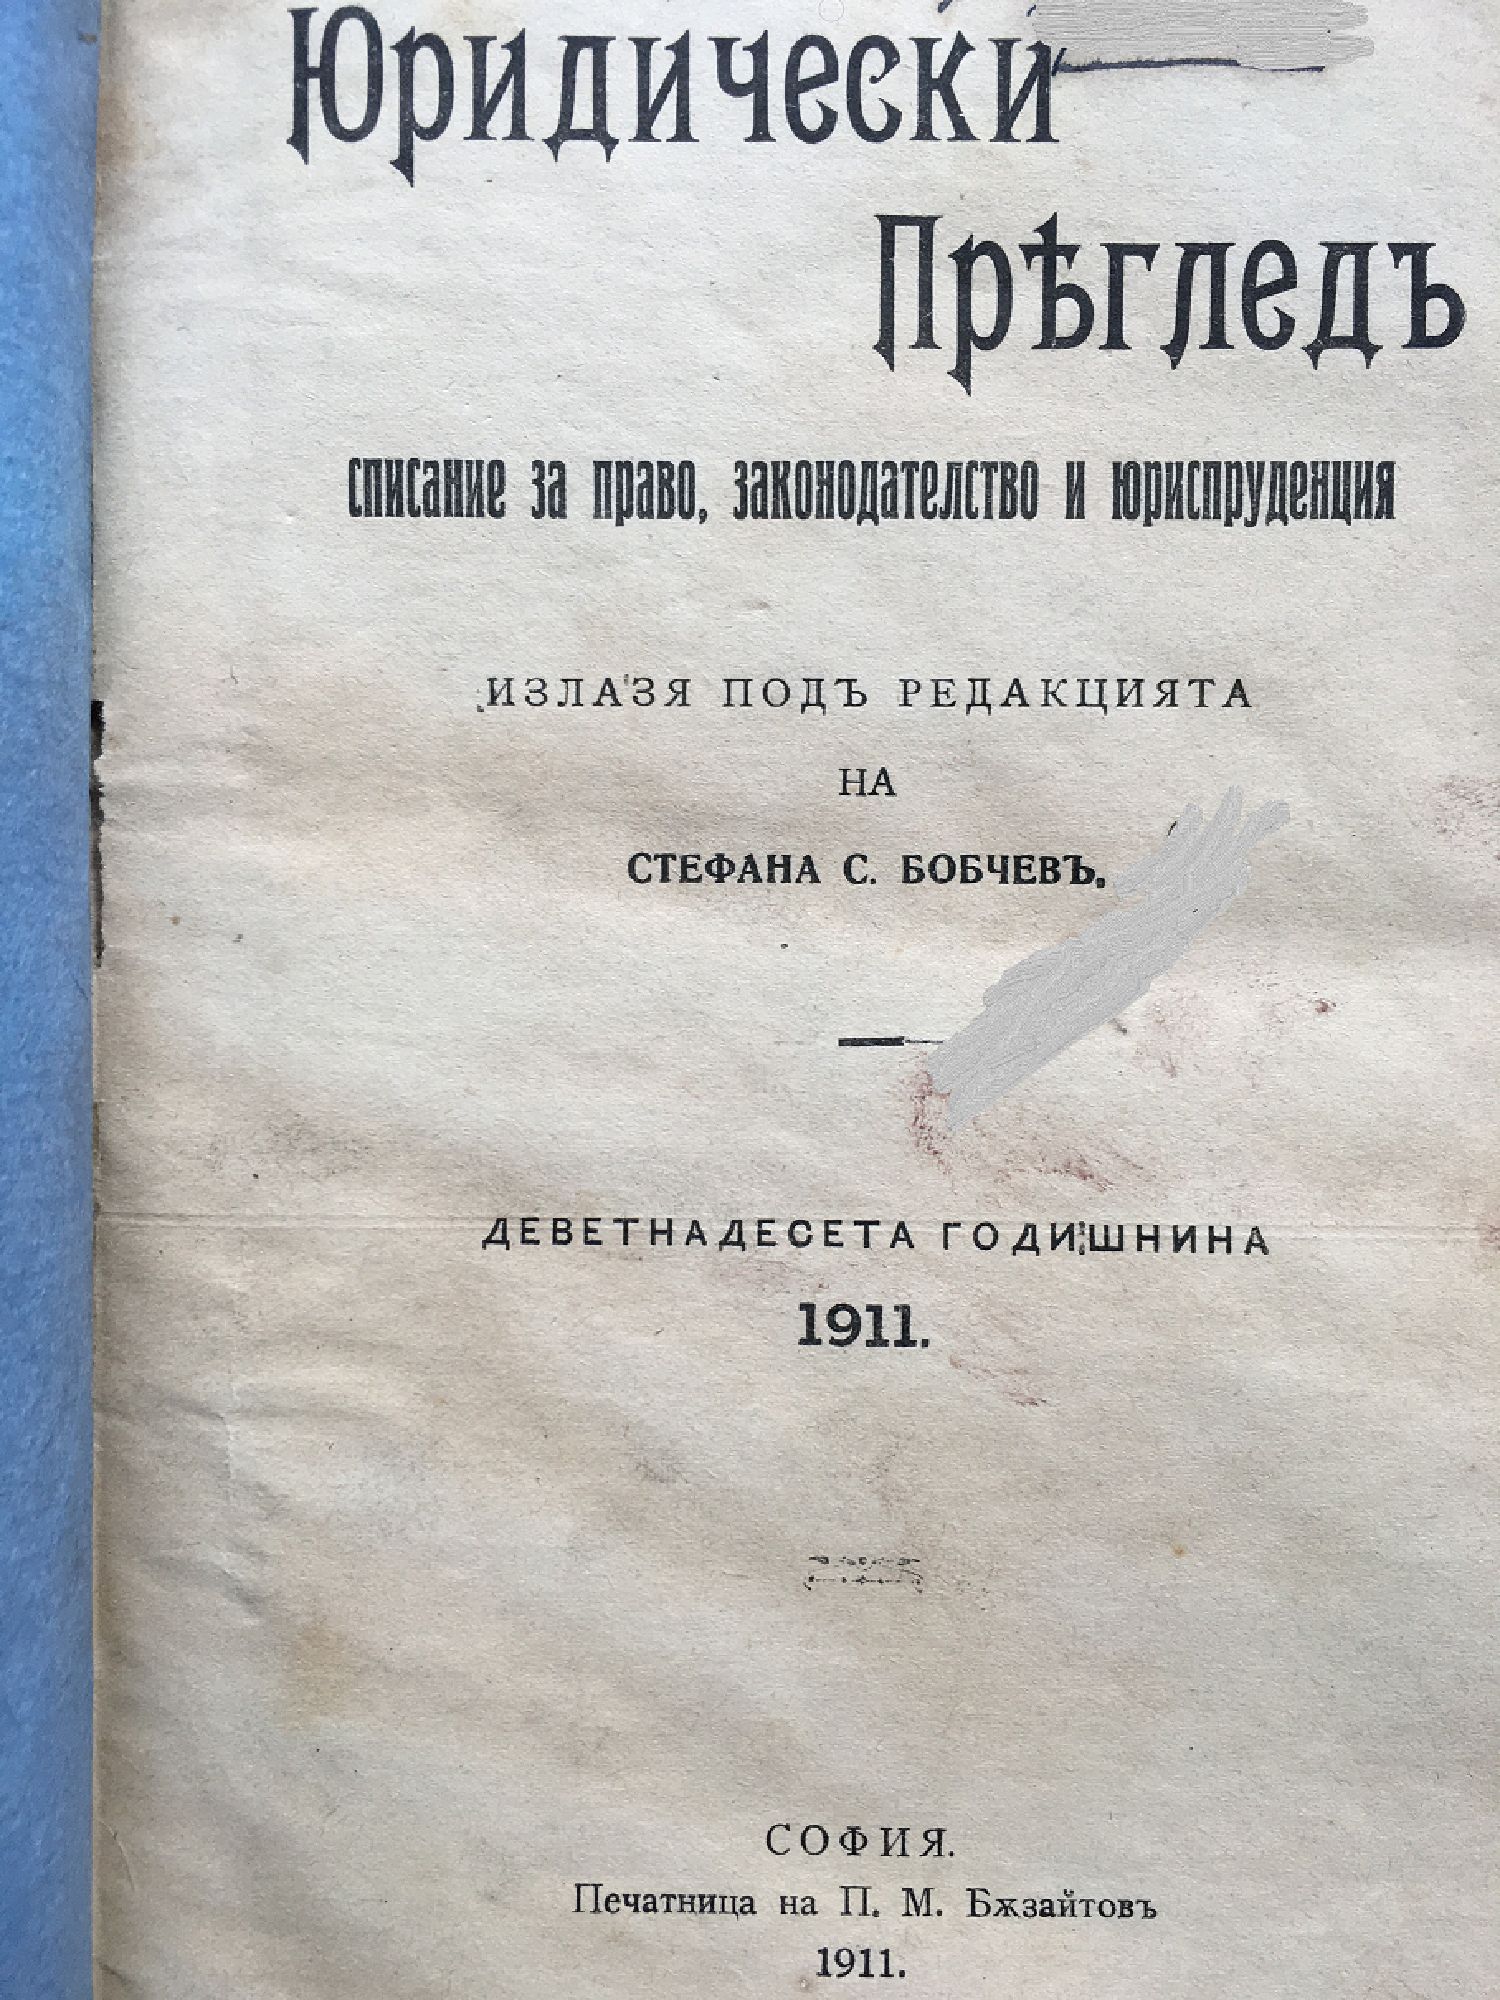 Юридически
Прѣгледъ
списание за право, законодателство и юриспруденция
ИЗЛАЗЯ ПОДЪ РЕДАКЦИЯТА
НА
СТЕФАНА С. БОБЧЕВЪ.
ДЕВЕТНАДЕСЕТА ГОДИШНИНА
1911.
СОФИЯ.
Печатница на П. М. Бѫзайтовъ
1911.